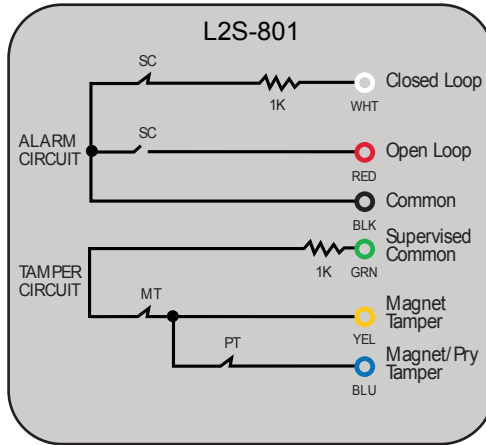 L2S-801
SC
1K
WHT
Closed Loop
ALARM
CIRCUIT
SC
RED
Open Loop
BLK
Common
TAMPER
CIRCUIT
1K
GRN
Supervised
Common
MT
YEL
Magnet
Tamper
PT
BLU
Magnet/Pry
Tamper